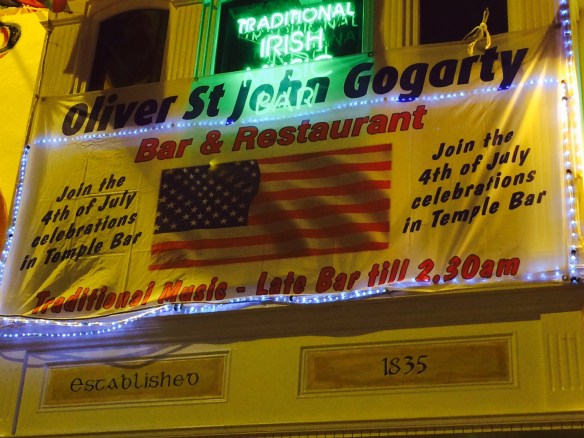 TRADITIONAL
IRISH
BAR
Oliver St John Gogarty
Bar & Restaurant
Join the
4th of July
celebrations
in Temple Bar
Join the
4th of July
celebrations
in Temple Bar
Traditional Music - Late Bar till 2.30am
established
1835